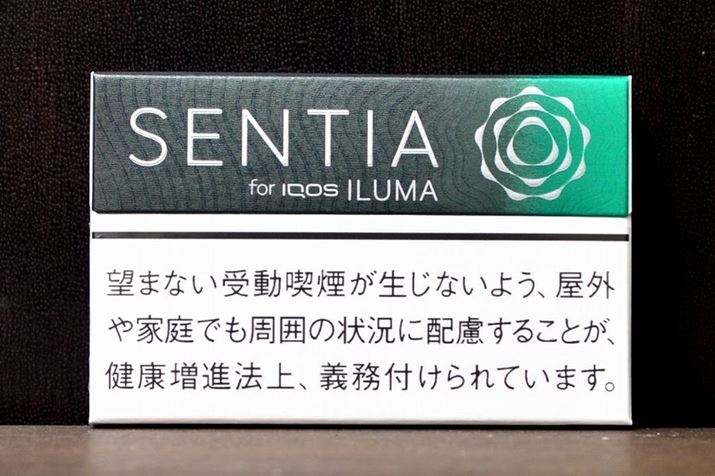 SENTIA
for IQOS ILUMA
望まない受動喫煙が生じないよう、屋外
や家庭でも周囲の状況に配慮することが、
健康増進法上、義務付けられています。